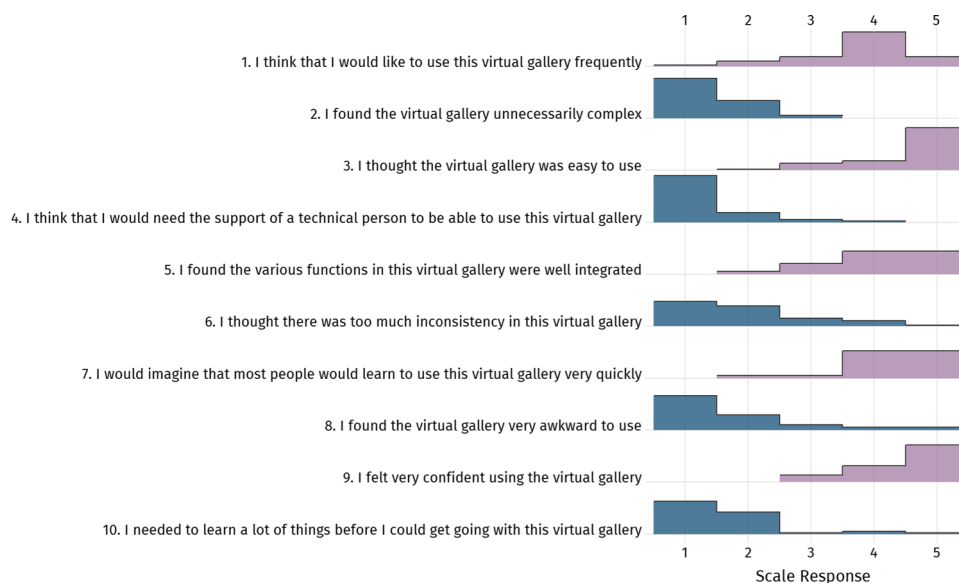 1 2 3 4 5
1. I think that I would like to use this virtual gallery frequently
2. I found the virtual gallery unnecessarily complex
3. I thought the virtual gallery was easy to use
4. I think that I would need the support of a technical person to be able to use this virtual gallery
5. I found the various functions in this virtual gallery were well integrated
6. I thought there was too much inconsistency in this virtual gallery
7. I would imagine that most people would learn to use this virtual gallery very quickly
8. I found the virtual gallery very awkward to use
9. I felt very confident using the virtual gallery
10. I needed to learn a lot of things before I could get going with this virtual gallery
1 2 3 4 5
Scale Response